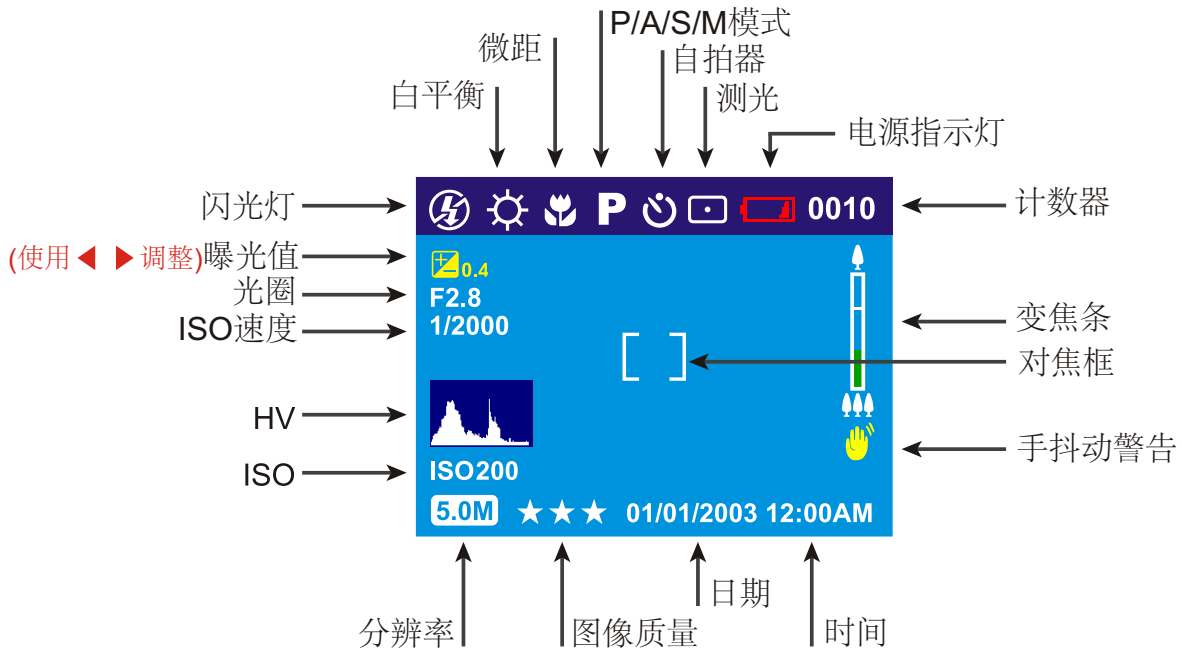 P/A/S/M模式
微距
自拍器
白平衡
测光
电源指示灯
闪光灯
P
0010
计数器
(使用◀ ▶调整)曝光值
0.4
光圈
F2.8
ISO速度
1/2000
变焦条
对焦框
HV
手抖动警告
ISO
ISO200
5.0M ★★★ 01/01/2003 12:00AM
日期
分辨率
图像质量
时间